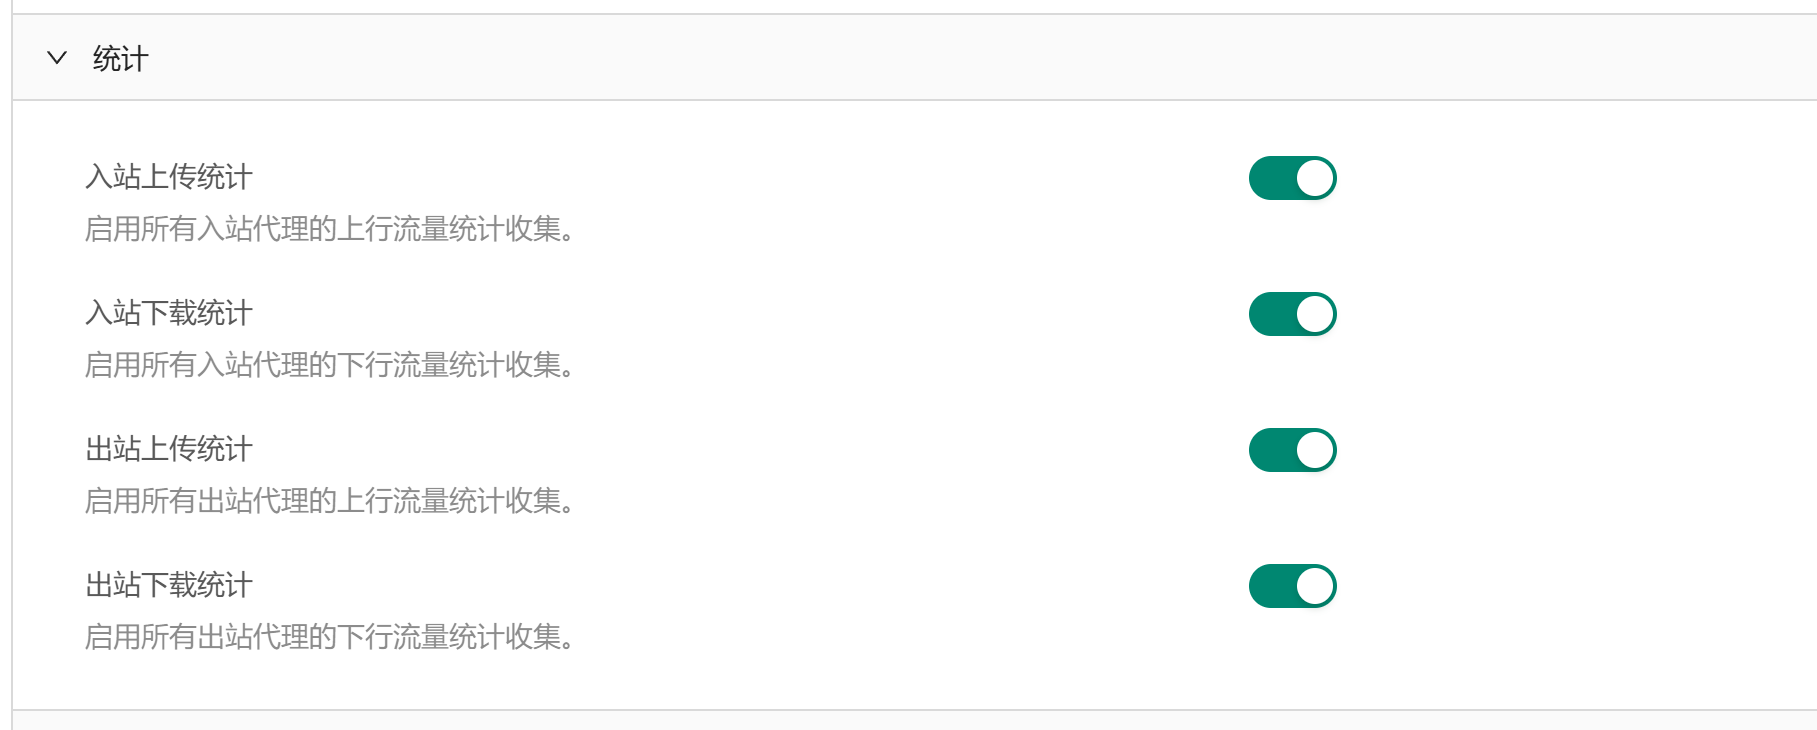 统计
入站上传统计
启用所有入站代理的上行流量统计收集。
入站下载统计
启用所有入站代理的下行流量统计收集。
出站上传统计
启用所有出站代理的上行流量统计收集。
出站下载统计
启用所有出站代理的下行流量统计收集。